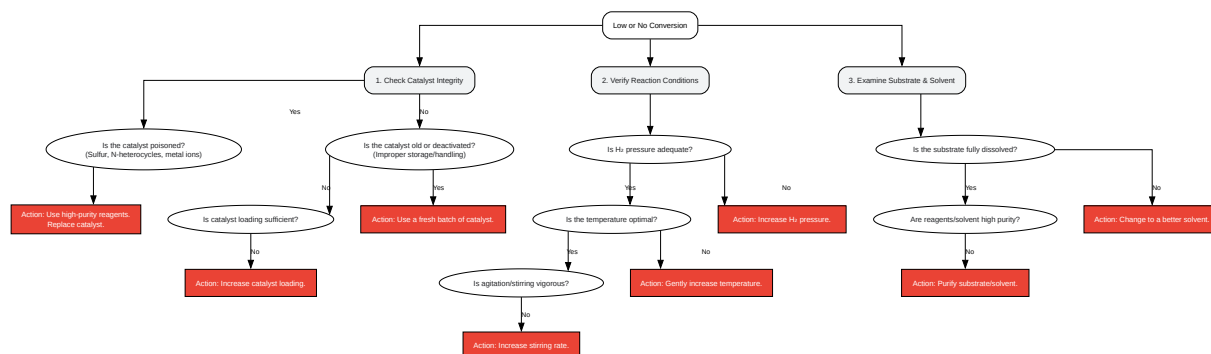 Low or No Conversion
1. Check Catalyst Integrity
2. Verify Reaction Conditions
3. Examine Substrate & Solvent
Yes
No
Is the catalyst poisoned?
(Sulfur, N-heterocycles, metal ions)
Is the catalyst old or deactivated?
(Improper storage/handling)
Is H₂ pressure adequate?
Is the substrate fully dissolved?
No
Yes
Yes
No
Yes
No
Action: Use high-purity reagents.
Replace catalyst.
Is catalyst loading sufficient?
Action: Use a fresh batch of catalyst.
Is the temperature optimal?
Action: Increase H₂ pressure.
Are reagents/solvent high purity?
Action: Change to a better solvent.
No
Yes
No
No
Action: Increase catalyst loading.
Is agitation/stirring vigorous?
Action: Gently increase temperature.
Action: Purify substrate/solvent.
No
Action: Increase stirring rate.